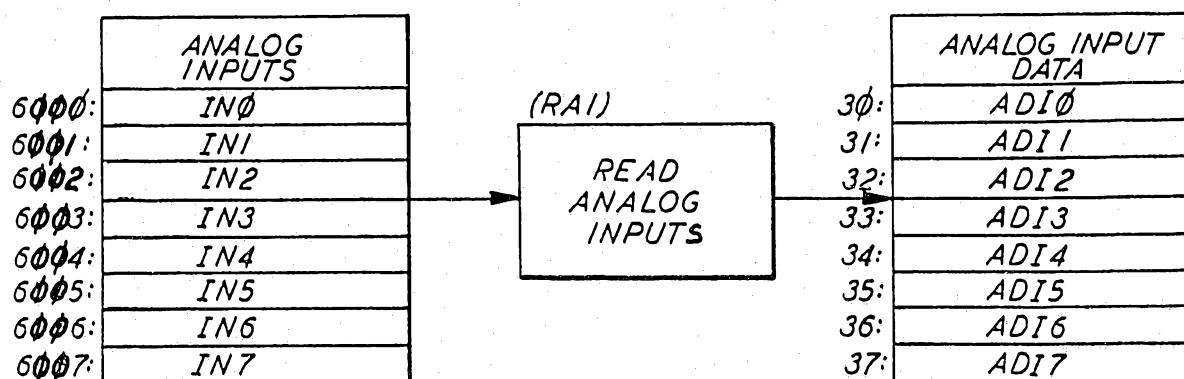 ANALOG
INPUTS
6ØØØ: INØ
6ØØ1: IN1
6ØØ2: IN2
6ØØ3: IN3
6ØØ4: IN4
6ØØ5: IN5
6ØØ6: IN6
6ØØ7: IN7
(RAI)
READ
ANALOG
INPUTS
ANALOG INPUT
DATA
3Ø: ADIØ
31: ADI1
32: ADI2
33: ADI3
34: ADI4
35: ADI5
36: ADI6
37: ADI7